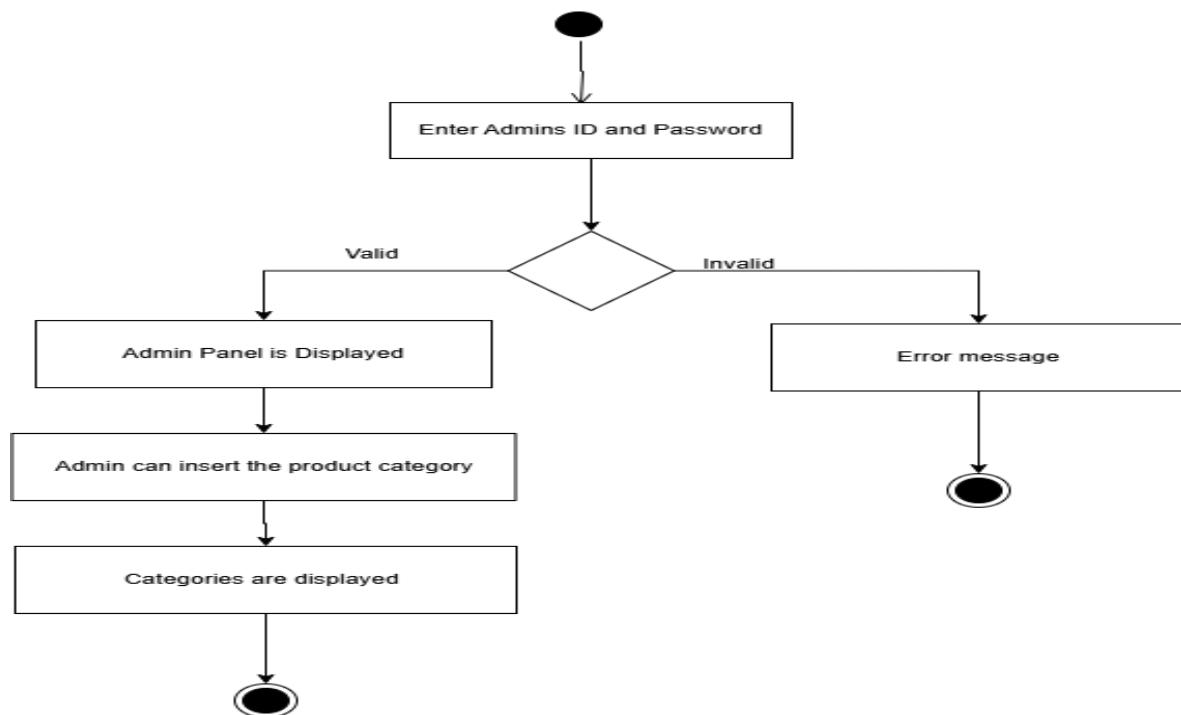 Enter Admins ID and Password
Valid
Invalid
Admin Panel is Displayed
Error message
Admin can insert the product category
Categories are displayed